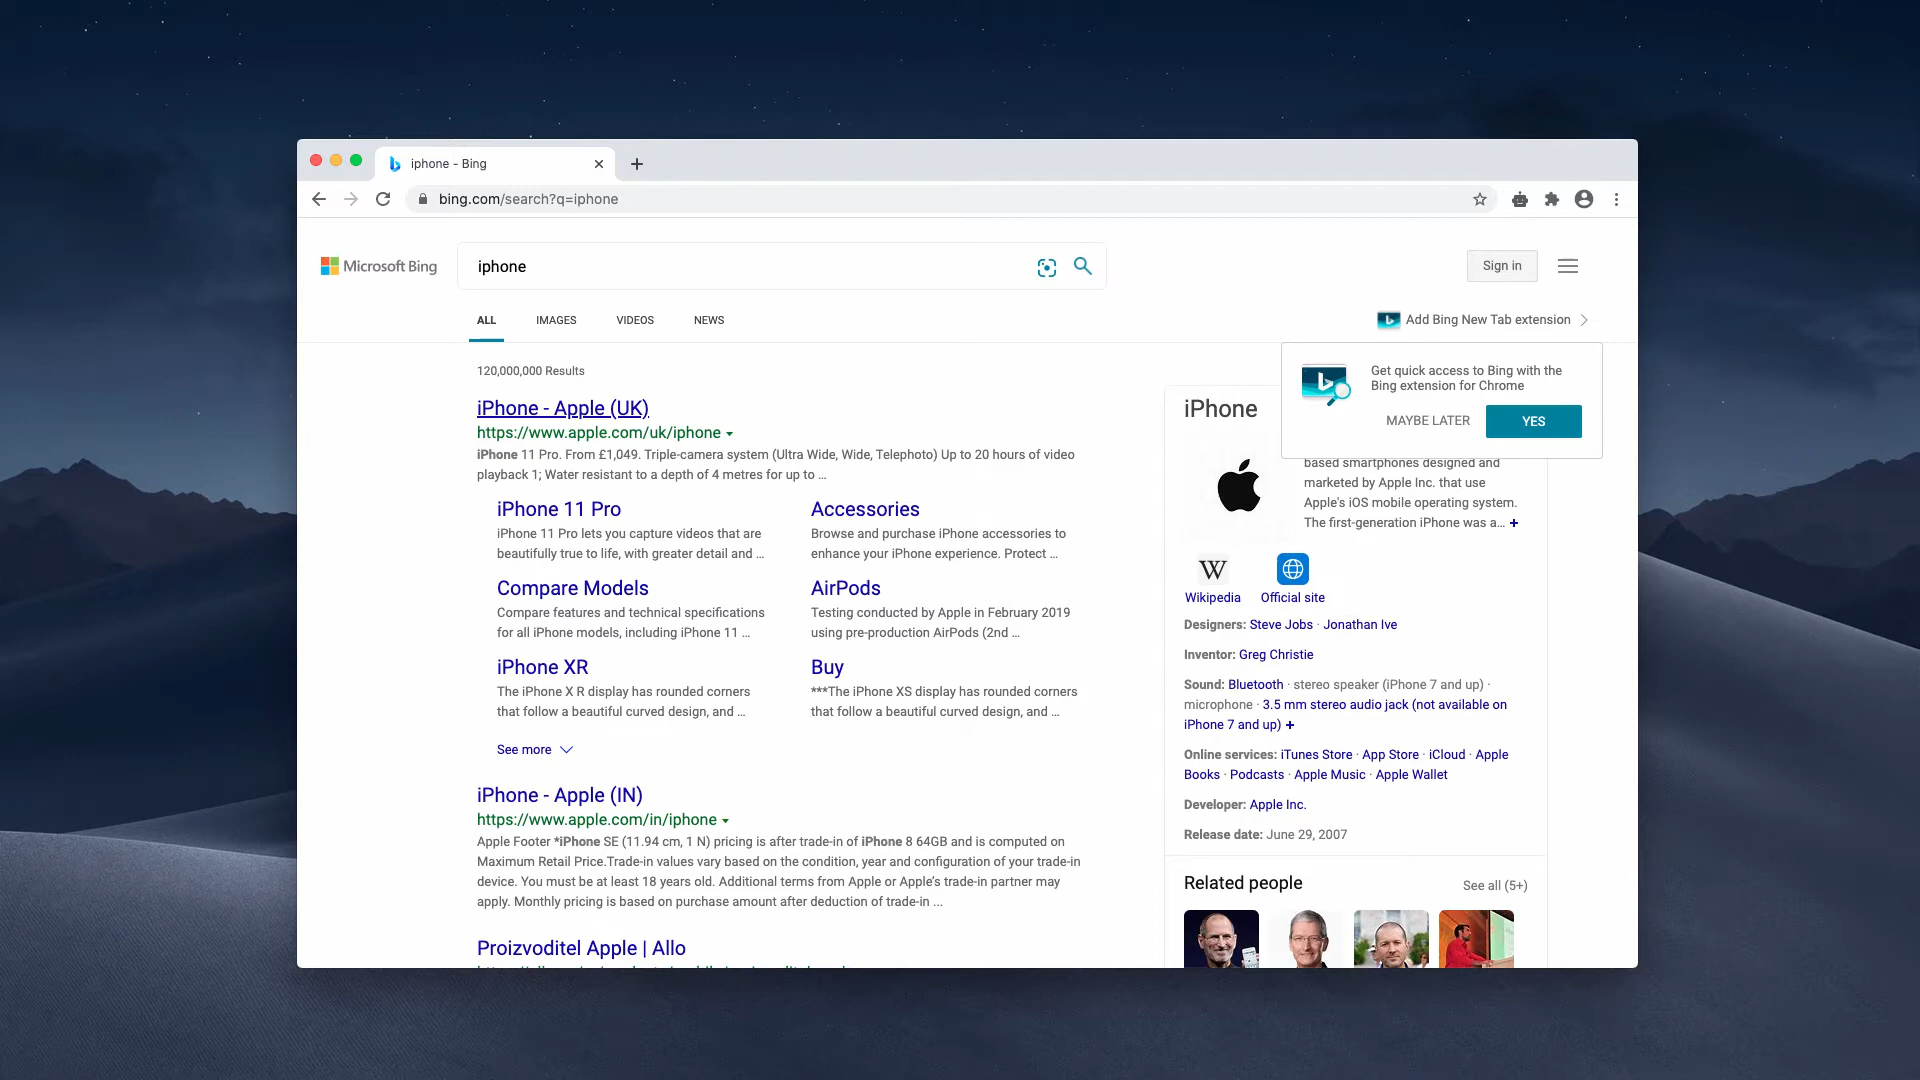 iphone - Bing
bing.com/search?q=iphone
Microsoft Bing
iphone
Sign in
ALL
IMAGES
VIDEOS
NEWS
Add Bing New Tab extension
Get quick access to Bing with the
Bing extension for Chrome
MAYBE LATER
YES
120,000,000 Results
iPhone - Apple (UK)
https://www.apple.com/uk/iphone
iPhone 11 Pro. From £1,049. Triple-camera system (Ultra Wide, Wide, Telephoto) Up to 20 hours of video
playback 1; Water resistant to a depth of 4 metres for up to ...
iPhone 11 Pro
iPhone 11 Pro lets you capture videos that are
beautifully true to life, with greater detail and ...
Accessories
Browse and purchase iPhone accessories to
enhance your iPhone experience. Protect ...
Compare Models
Compare features and technical specifications
for all iPhone models, including iPhone 11 ...
AirPods
Testing conducted by Apple in February 2019
using pre-production AirPods (2nd ...
iPhone XR
The iPhone X R display has rounded corners
that follow a beautiful curved design, and ...
Buy
***The iPhone XS display has rounded corners
that follow a beautiful curved design, and ...
See more
iPhone - Apple (IN)
https://www.apple.com/in/iphone
Apple Footer *iPhone SE (11.94 cm, 1 N) pricing is after trade-in of iPhone 8 64GB and is computed on
Maximum Retail Price.Trade-in values vary based on the condition, year and configuration of your trade-in
device. You must be at least 18 years old. Additional terms from Apple or Apple's trade-in partner may
apply. Monthly pricing is based on purchase amount after deduction of trade-in ...
Proizvoditel Apple | Allo
iPhone
based smartphones designed and
marketed by Apple Inc. that use
Apple's iOS mobile operating system.
The first-generation iPhone was a... +
W
Wikipedia
Official site
Designers: Steve Jobs · Jonathan Ive
Inventor: Greg Christie
Sound: Bluetooth · stereo speaker (iPhone 7 and up) ·
microphone · 3.5 mm stereo audio jack (not available on
iPhone 7 and up) +
Online services: iTunes Store · App Store · iCloud · Apple
Books · Podcasts · Apple Music · Apple Wallet
Developer: Apple Inc.
Release date: June 29, 2007
Related people
See all (5+)